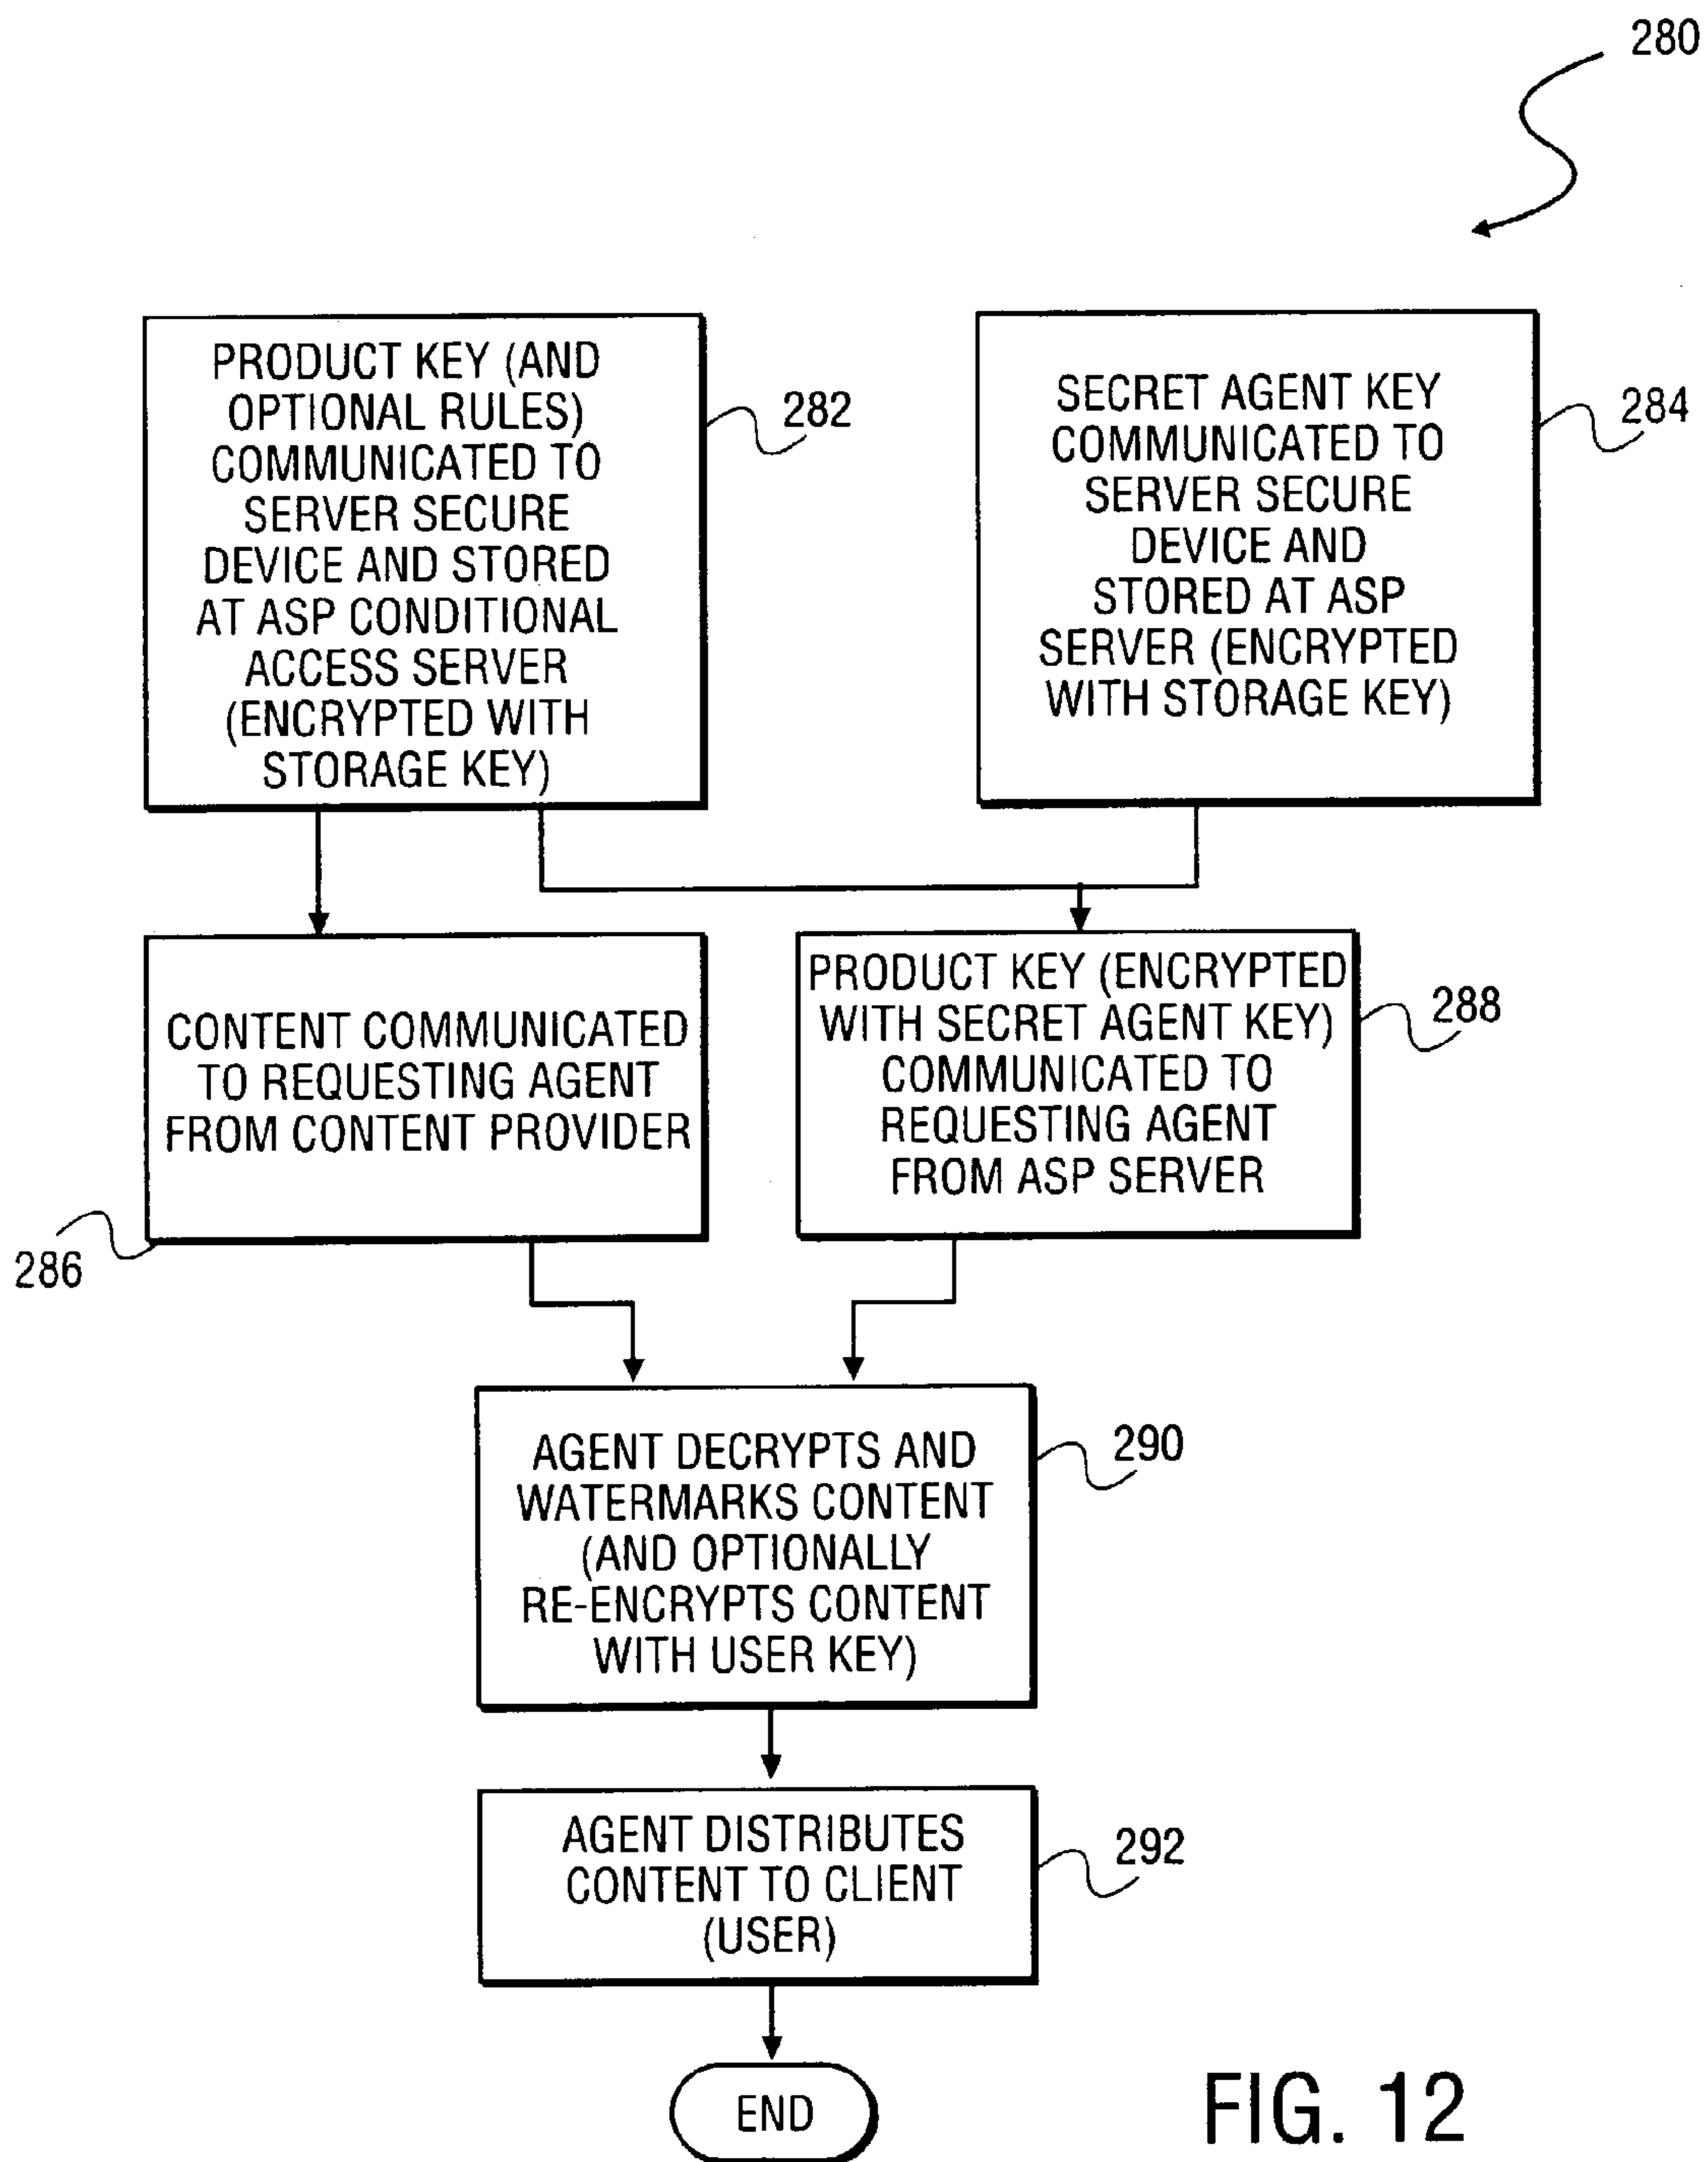 280
PRODUCT KEY (AND
OPTIONAL RULES)
COMMUNICATED TO
SERVER SECURE
DEVICE AND STORED
AT ASP CONDITIONAL
ACCESS SERVER
(ENCRYPTED WITH
STORAGE KEY)
282
SECRET AGENT KEY
COMMUNICATED TO
SERVER SECURE
DEVICE AND
STORED AT ASP
SERVER (ENCRYPTED
WITH STORAGE KEY)
284
CONTENT COMMUNICATED
TO REQUESTING AGENT
FROM CONTENT PROVIDER
286
PRODUCT KEY (ENCRYPTED
WITH SECRET AGENT KEY)
COMMUNICATED TO
REQUESTING AGENT
FROM ASP SERVER
288
AGENT DECRYPTS AND
WATERMARKS CONTENT
(AND OPTIONALLY
RE-ENCRYPTS CONTENT
WITH USER KEY)
290
AGENT DISTRIBUTES
CONTENT TO CLIENT
(USER)
292
END
FIG. 12